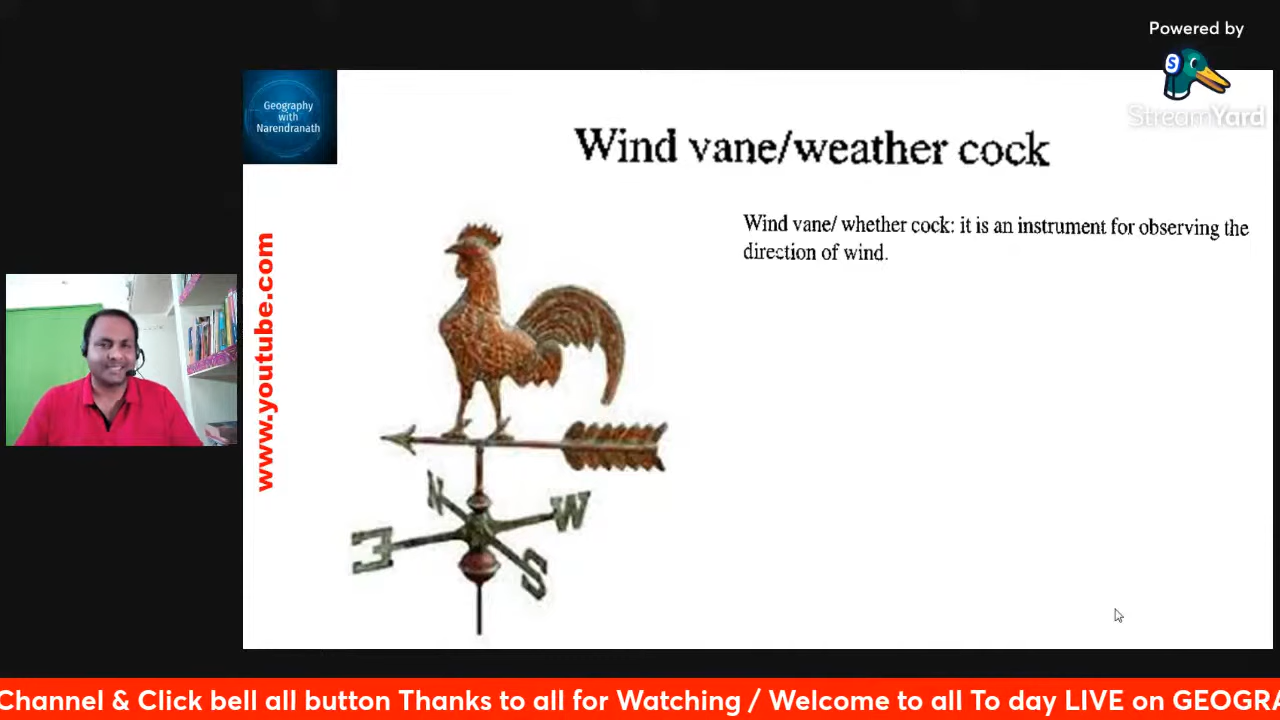 Powered by
StreamYard
Geography
with
Narendranath
Wind vane/weather cock
Wind vane/ whether cock: it is an instrument for observing the
direction of wind.
www.youtube.com
N
W
E
S
Channel & Click bell all button Thanks to all for Watching / Welcome to all To day LIVE on GEOGRA